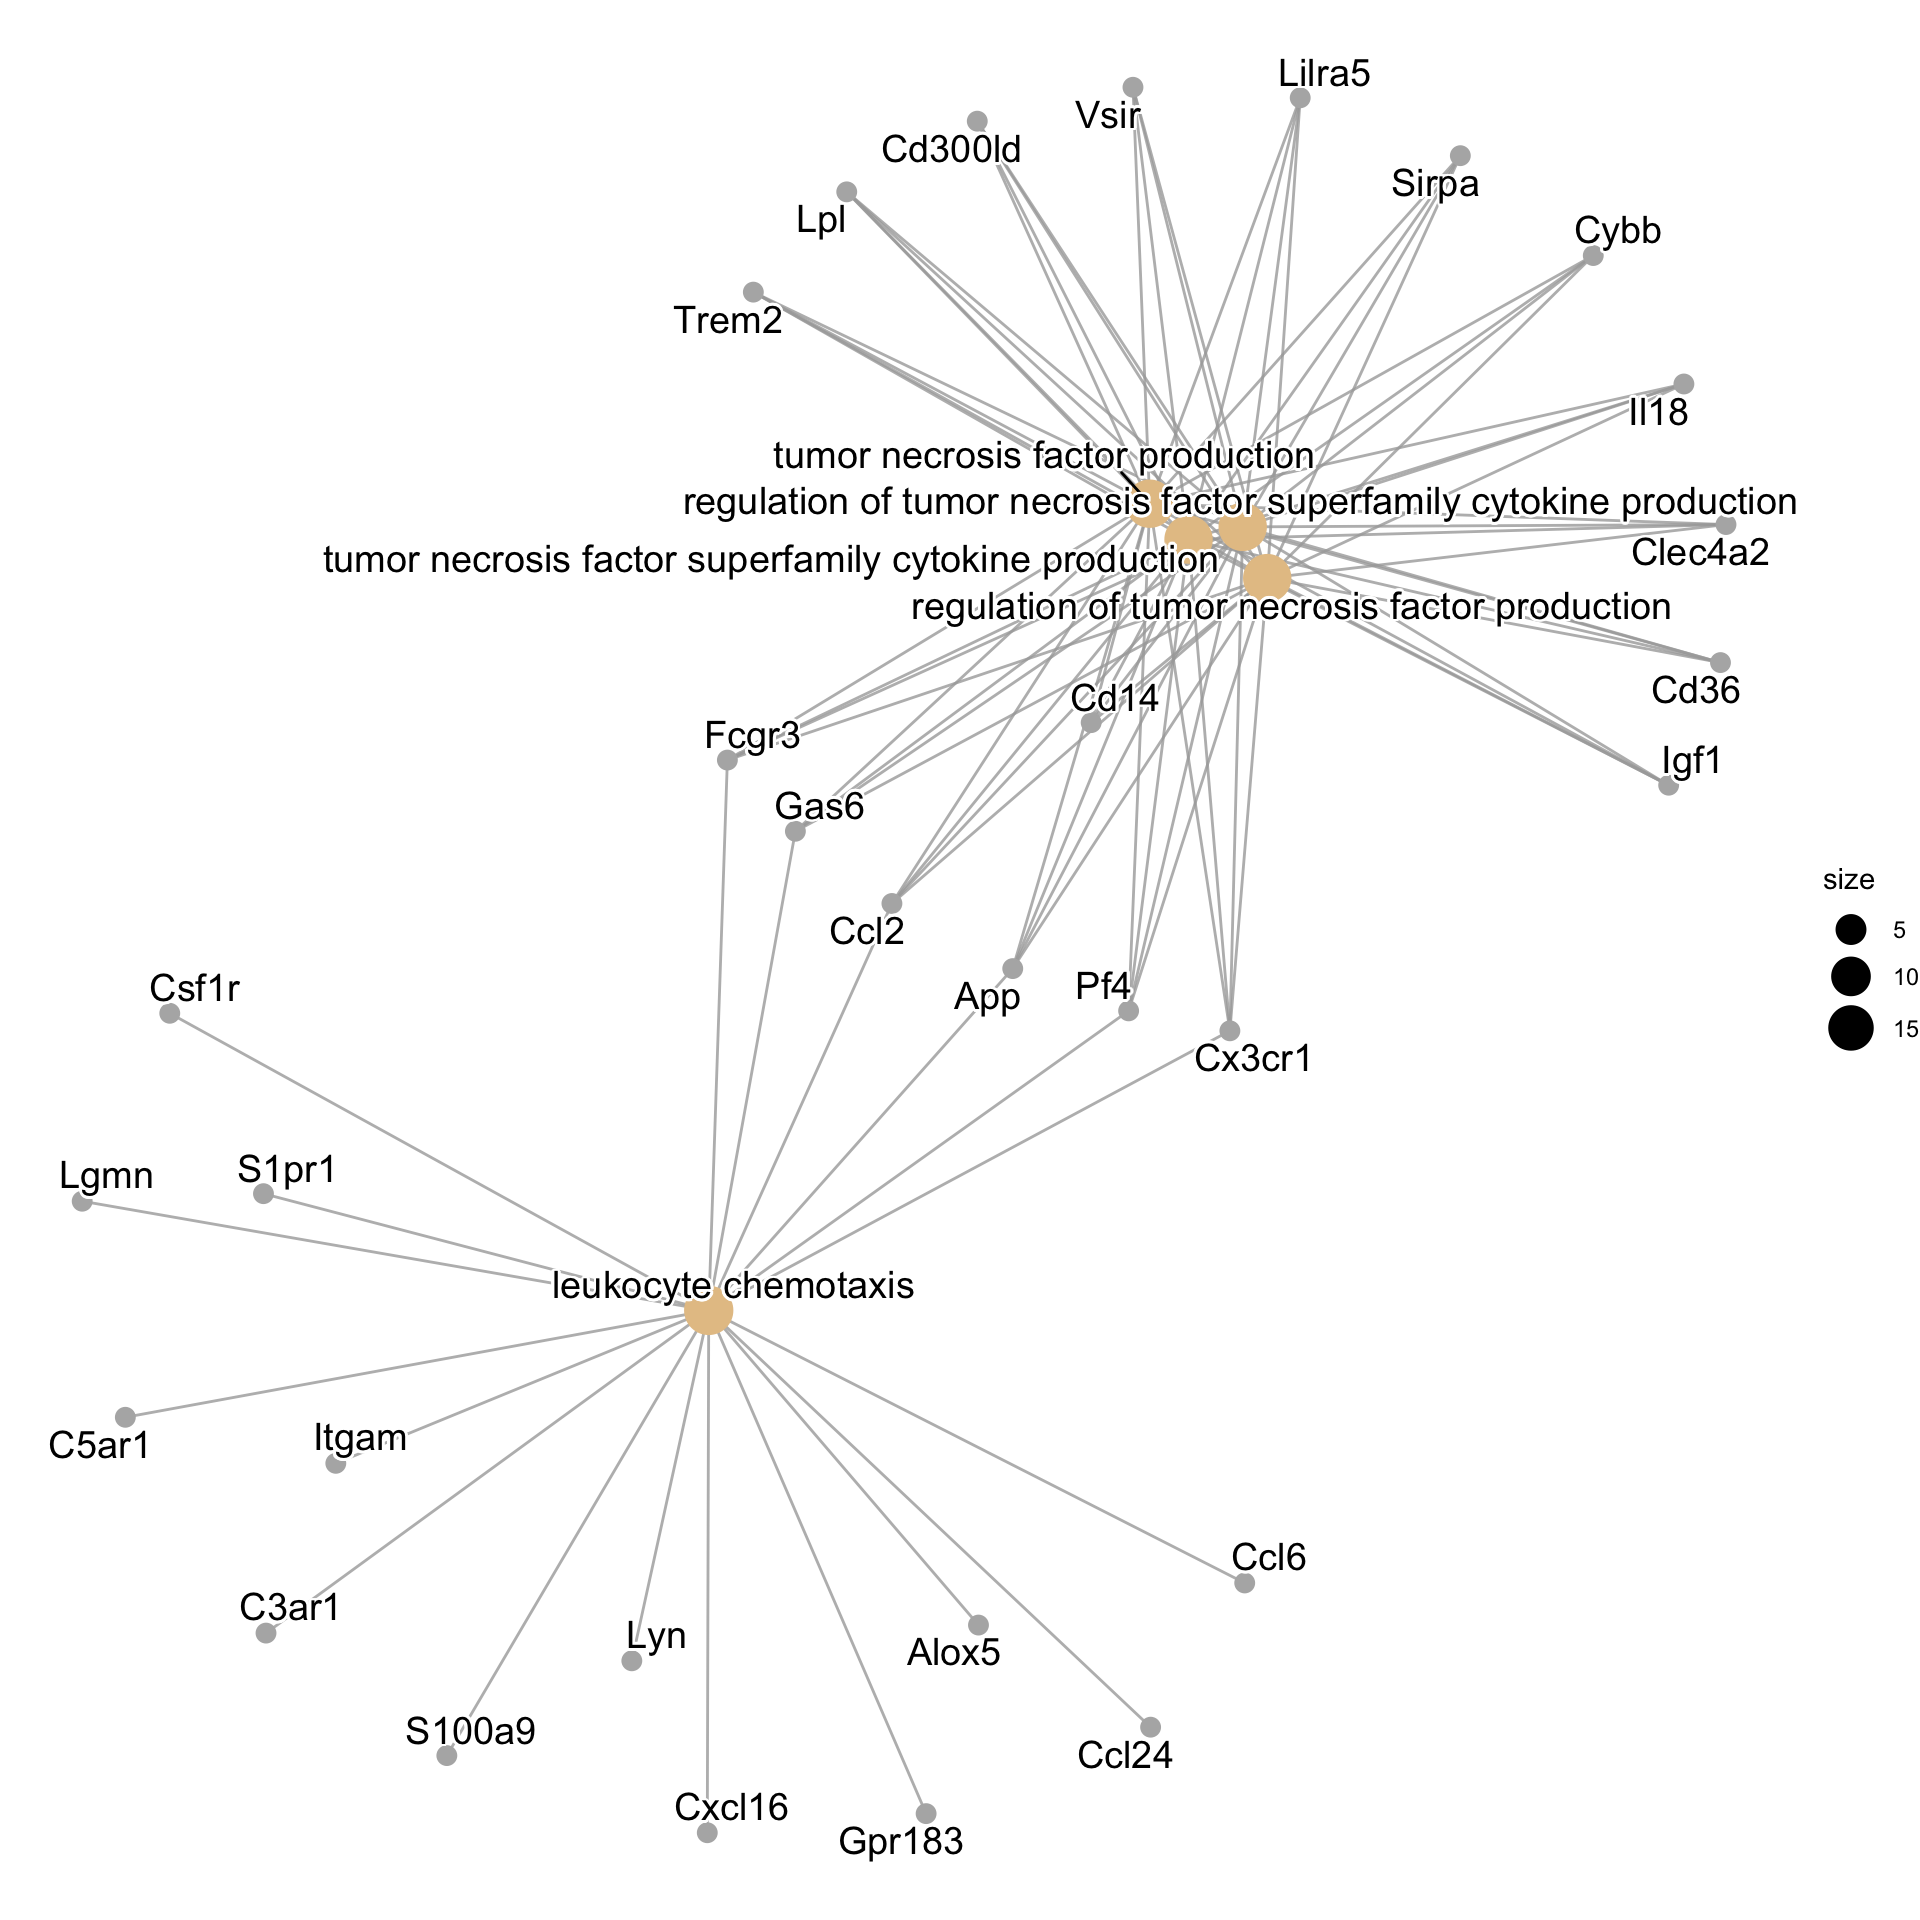 Lilra5
Vsir
Cd300ld
Sirpa
Lpl
Cybb
Trem2
Il18
tumor necrosis factor production
regulation of tumor necrosis factor superfamily cytokine production
Clec4a2
tumor necrosis factor superfamily cytokine production
regulation of tumor necrosis factor production
Cd36
Cd14
Fcgr3
Igf1
Gas6
size
5
10
15
Ccl2
App
Pf4
Csf1r
Cx3cr1
Lgmn
S1pr1
leukocyte chemotaxis
C5ar1
Itgam
Ccl6
C3ar1
Lyn
Alox5
S100a9
Ccl24
Cxcl16
Gpr183